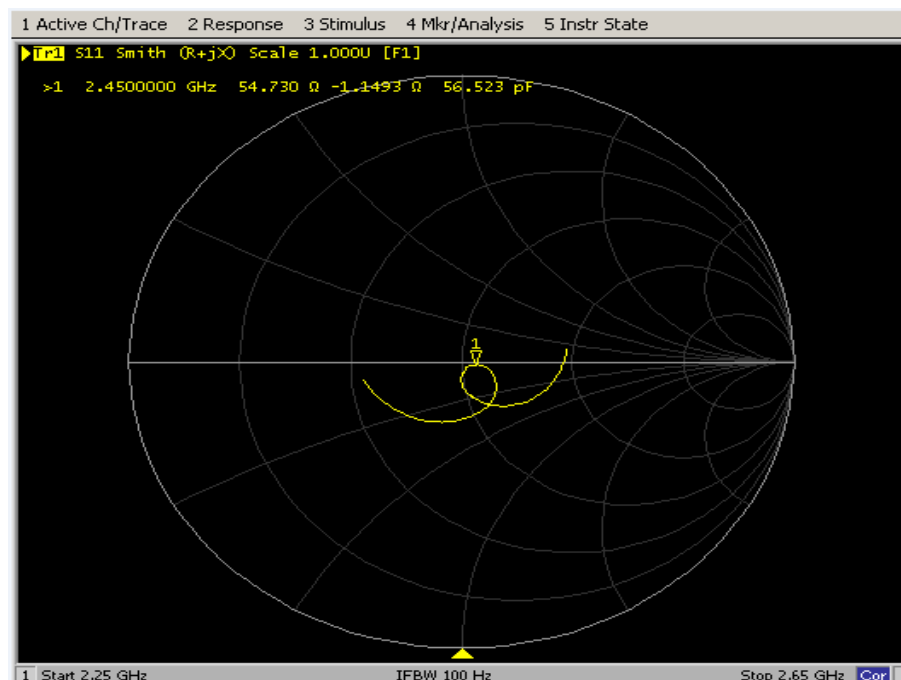 1 Active Ch/Trace 2 Response 3 Stimulus 4 Mkr/Analysis 5 Instr State
Tr1 S11 Smith (R+jX) Scale 1.000U [F1]
>1 2.4500000 GHz 54.730 Ω -1.1493 Ω 56.523 pF
1
1 Start 2.25 GHz IFBW 100 Hz Stop 2.65 GHz Cor